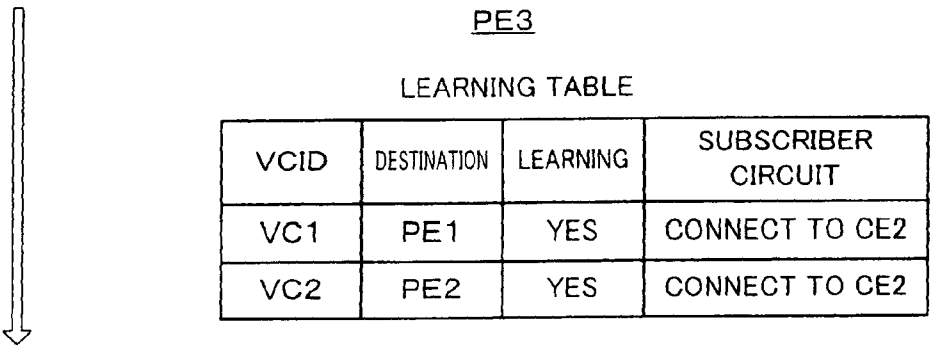 PE3
LEARNING TABLE
VCID DESTINATION LEARNING SUBSCRIBER CIRCUIT
VC1 PE1 YES CONNECT TO CE2
VC2 PE2 YES CONNECT TO CE2